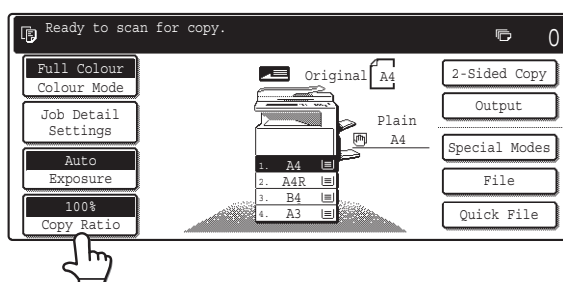 Ready to scan for copy.
0
Full Colour
Colour Mode
Job Detail
Settings
Auto
Exposure
100%
Copy Ratio
Original
A4
Plain
A4
1. A4
2. A4R
3. B4
4. A3
2-Sided Copy
Output
Special Modes
File
Quick File